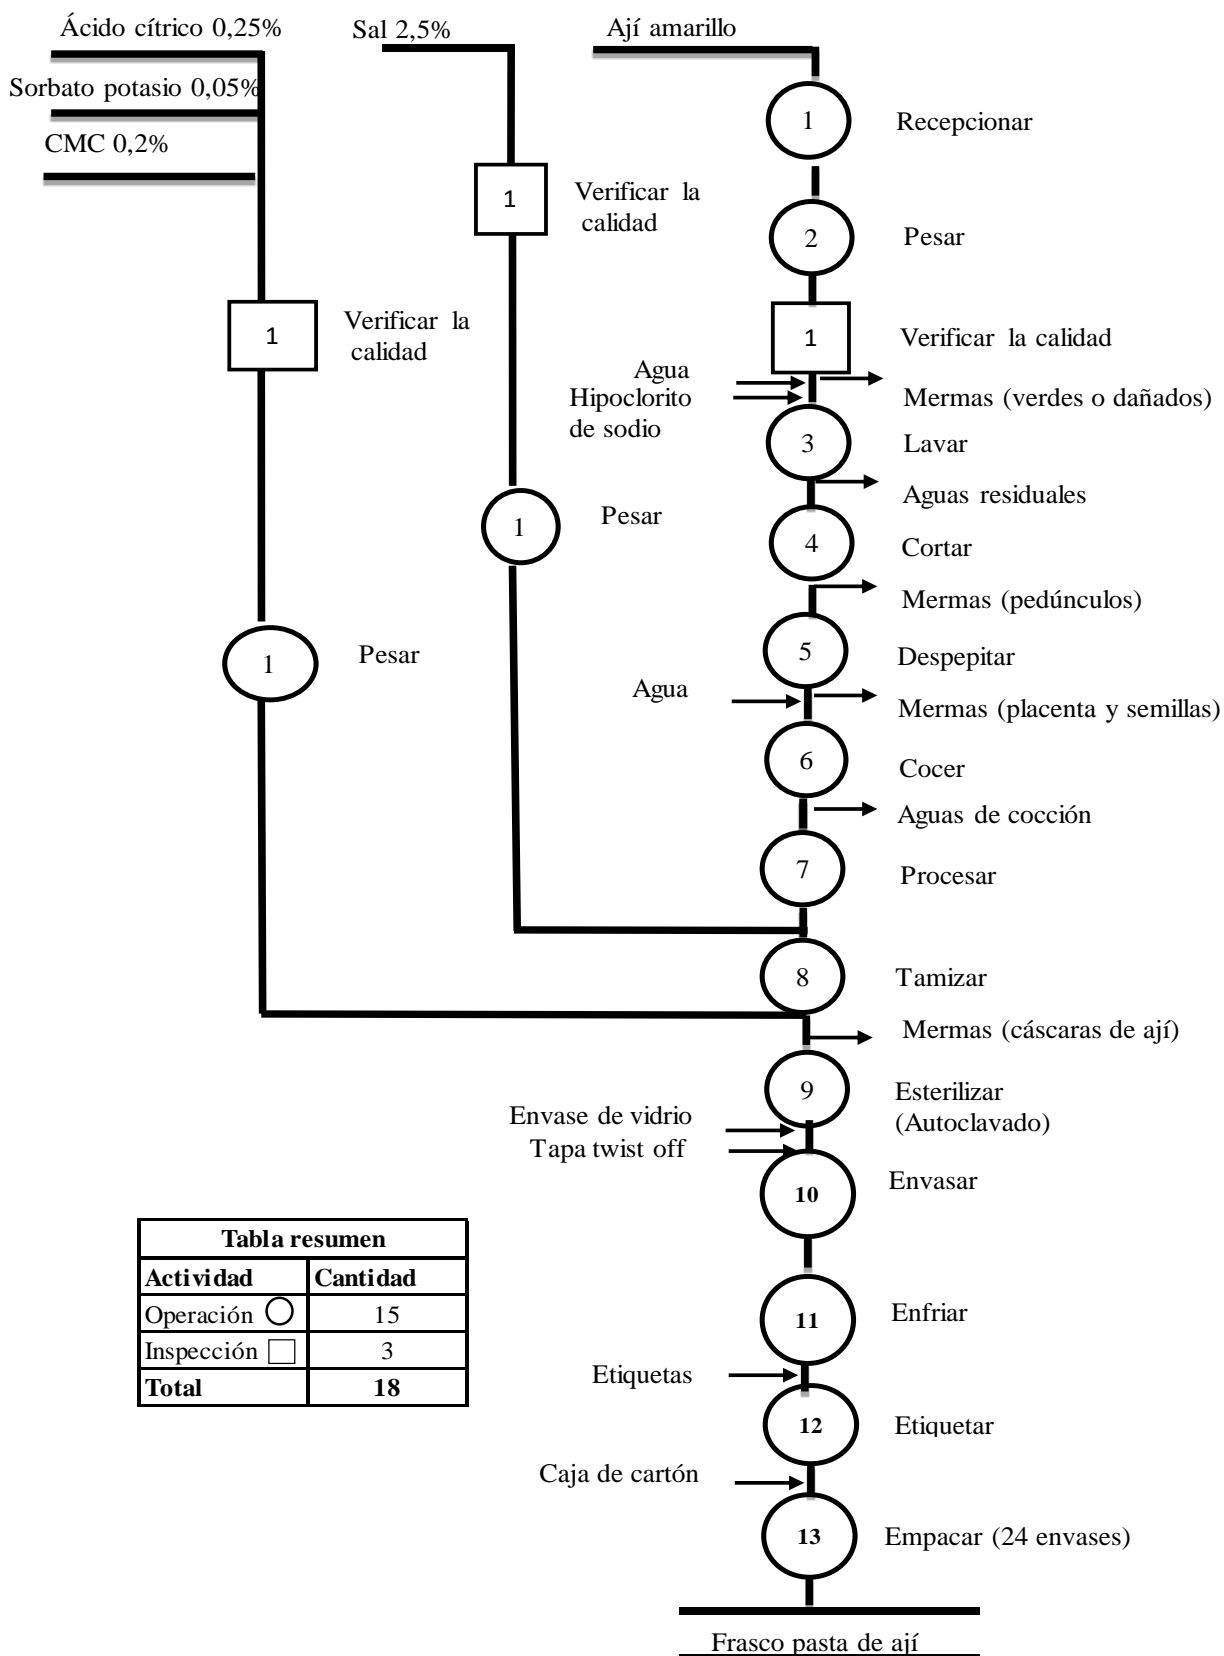 Ácido cítrico 0,25%
Sal 2,5%
Ají amarillo
Sorbato potasio 0,05%
CMC 0,2%
1
Recepcionar
1
Verificar la
calidad
2
Pesar
1
Verificar la
calidad
1
Verificar la calidad
Agua
Hipoclorito
de sodio
Mermas (verdes o dañados)
3
Lavar
Aguas residuales
1
Pesar
4
Cortar
Mermas (pedúnculos)
1
Pesar
5
Despepitar
Agua
Mermas (placenta y semillas)
6
Cocer
Aguas de cocción
7
Procesar
8
Tamizar
Mermas (cáscaras de ají)
9
Esterilizar
(Autoclavado)
Envase de vidrio
Tapa twist off
10
Envasar
Tabla resumen
Actividad Cantidad
Operación 15
Inspección 3
Total 18
11
Enfriar
Etiquetas
12
Etiquetar
Caja de cartón
13
Empacar (24 envases)
Frasco pasta de ají